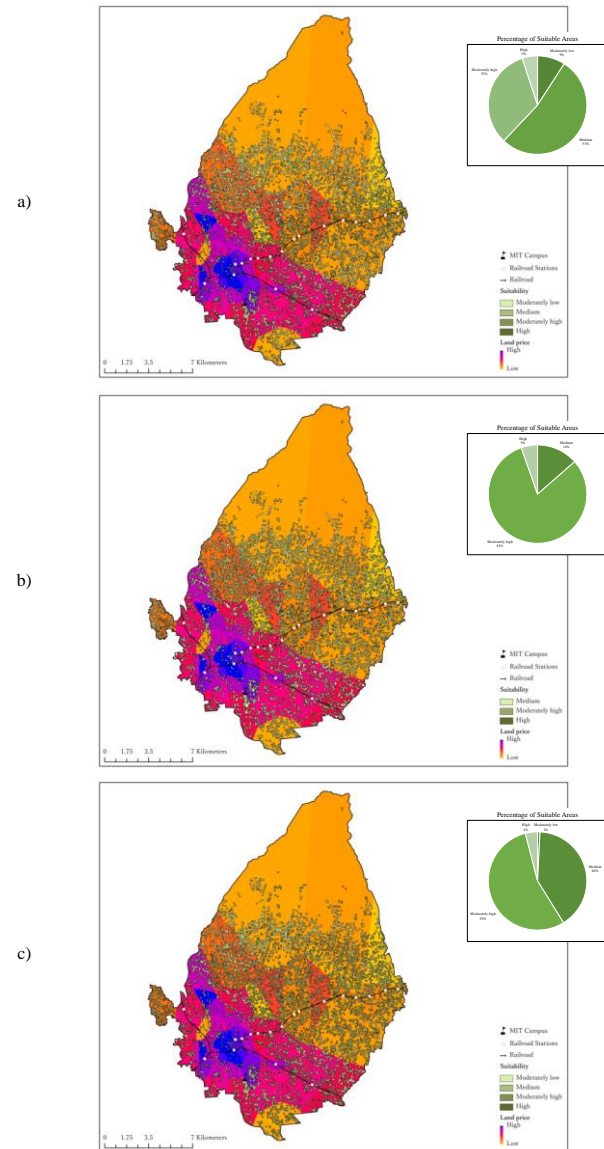 a)
Percentage of Suitable Areas
High
5%
Moderately low
9%
Moderately high
Medium
MIT Campus
Railroad Stations
Railroad
Suitability
Moderately low
Medium
Moderately high
High
Land price
High
Low
0 1.75 3.5 7 Kilometers
b)
Percentage of Suitable Areas
High
Medium
Moderately high
MIT Campus
Railroad Stations
Railroad
Suitability
Medium
Moderately high
High
Land price
High
Low
0 1.75 3.5 7 Kilometers
c)
Percentage of Suitable Areas
High
Moderately low
Medium
Moderately high
MIT Campus
Railroad Stations
Railroad
Suitability
Moderately low
Medium
Moderately high
High
Land price
High
Low
0 1.75 3.5 7 Kilometers